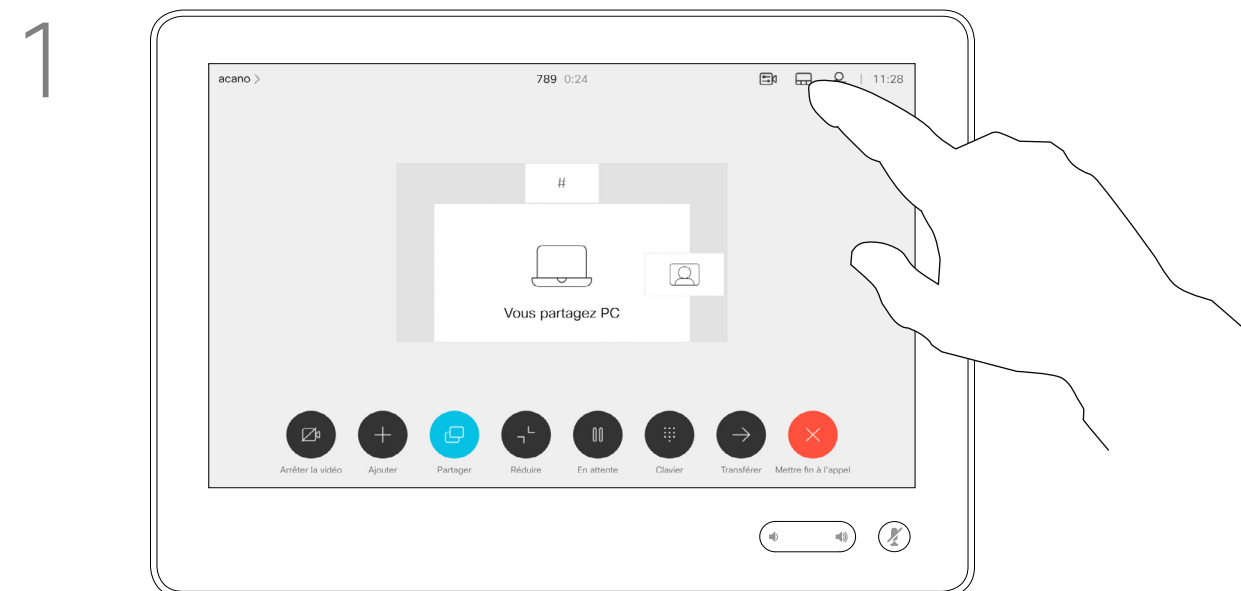 1
acano >
789 0:24
11:28
#
Vous partagez PC
Arrêter la vidéo
Ajouter
Partager
Réduire
En attente
Clavier
Transférer
Mettre fin à l'appel